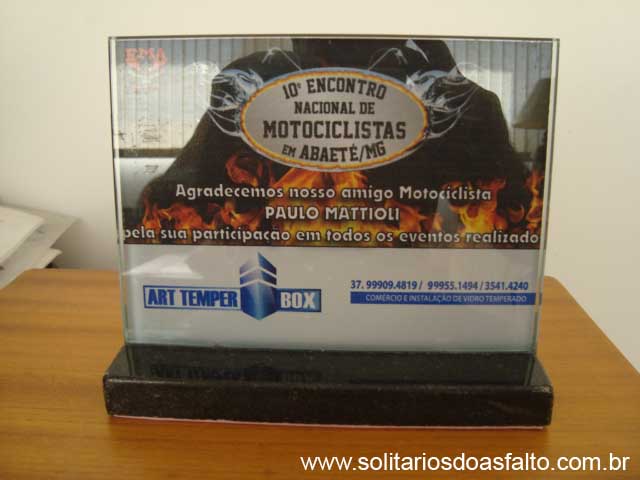 EMA
10º ENCONTRO
NACIONAL DE
MOTOCICLISTAS
EM ABAETÉ/MG
Agradecemos nosso amigo Motociclista
PAULO MATTIOLI
pela sua participação em todos os eventos realizado
ART TEMPER BOX
37. 99909.4819 / 99955.1494 / 3541.4240
COMÉRCIO E INSTALAÇÃO DE VIDRO TEMPERADO
www.solitariosdoasfalto.com.br